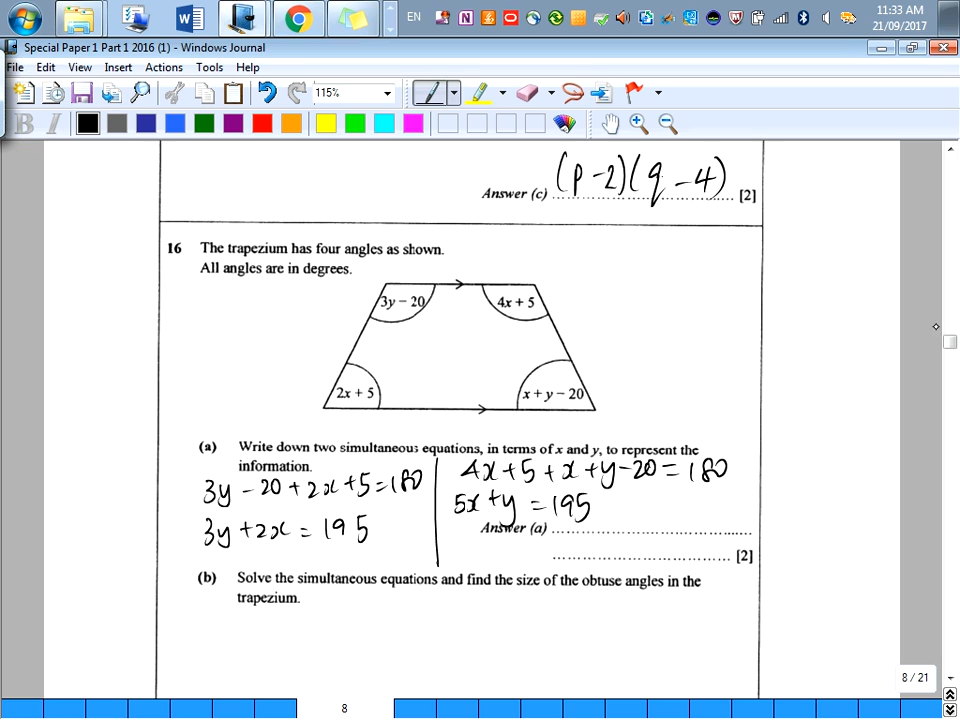 EN
11:33 AM
21/09/2017
Special Paper 1 Part 1 2016 (1) - Windows Journal
File Edit View Insert Actions Tools Help
115%
B I
(p-2)(q-4)
Answer (c) ........................................ [2]
16 The trapezium has four angles as shown.
All angles are in degrees.
3y – 20 4x + 5
2x + 5 x + y – 20
(a) Write down two simultaneous equations, in terms of x and y, to represent the
information.
3y - 20 + 2x + 5 = 180
3y + 2x = 195
4x + 5 + x + y - 20 = 180
5x + y = 195
Answer (a) ........................................
........................................ [2]
(b) Solve the simultaneous equations and find the size of the obtuse angles in the
trapezium.
8 / 21
8